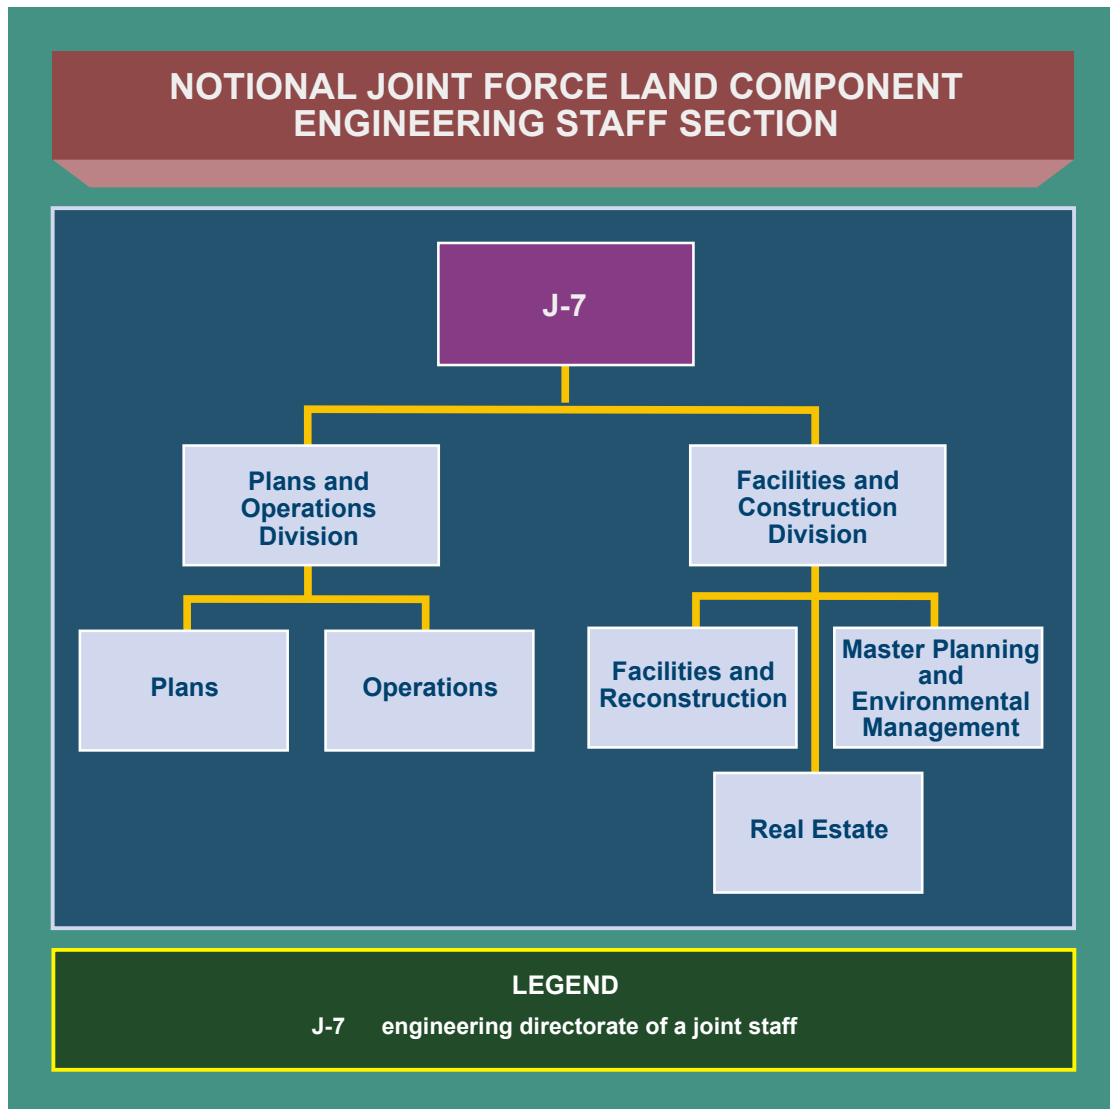 NOTIONAL JOINT FORCE LAND COMPONENT
ENGINEERING STAFF SECTION
J-7
Plans and
Operations
Division
Facilities and
Construction
Division
Plans
Operations
Facilities and
Reconstruction
Master Planning
and
Environmental
Management
Real Estate
LEGEND
J-7 engineering directorate of a joint staff